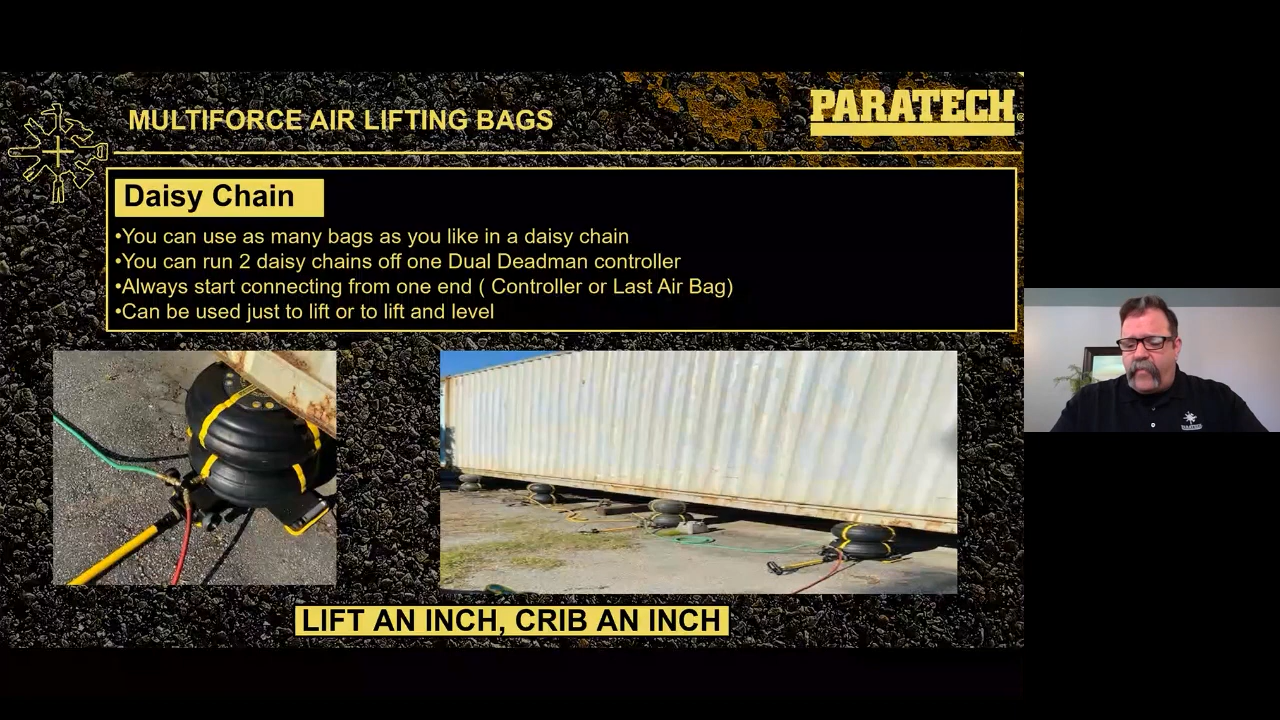 MULTIFORCE AIR LIFTING BAGS
PARATECH
Daisy Chain
•You can use as many bags as you like in a daisy chain
•You can run 2 daisy chains off one Dual Deadman controller
•Always start connecting from one end ( Controller or Last Air Bag)
•Can be used just to lift or to lift and level
LIFT AN INCH, CRIB AN INCH
PARATECH